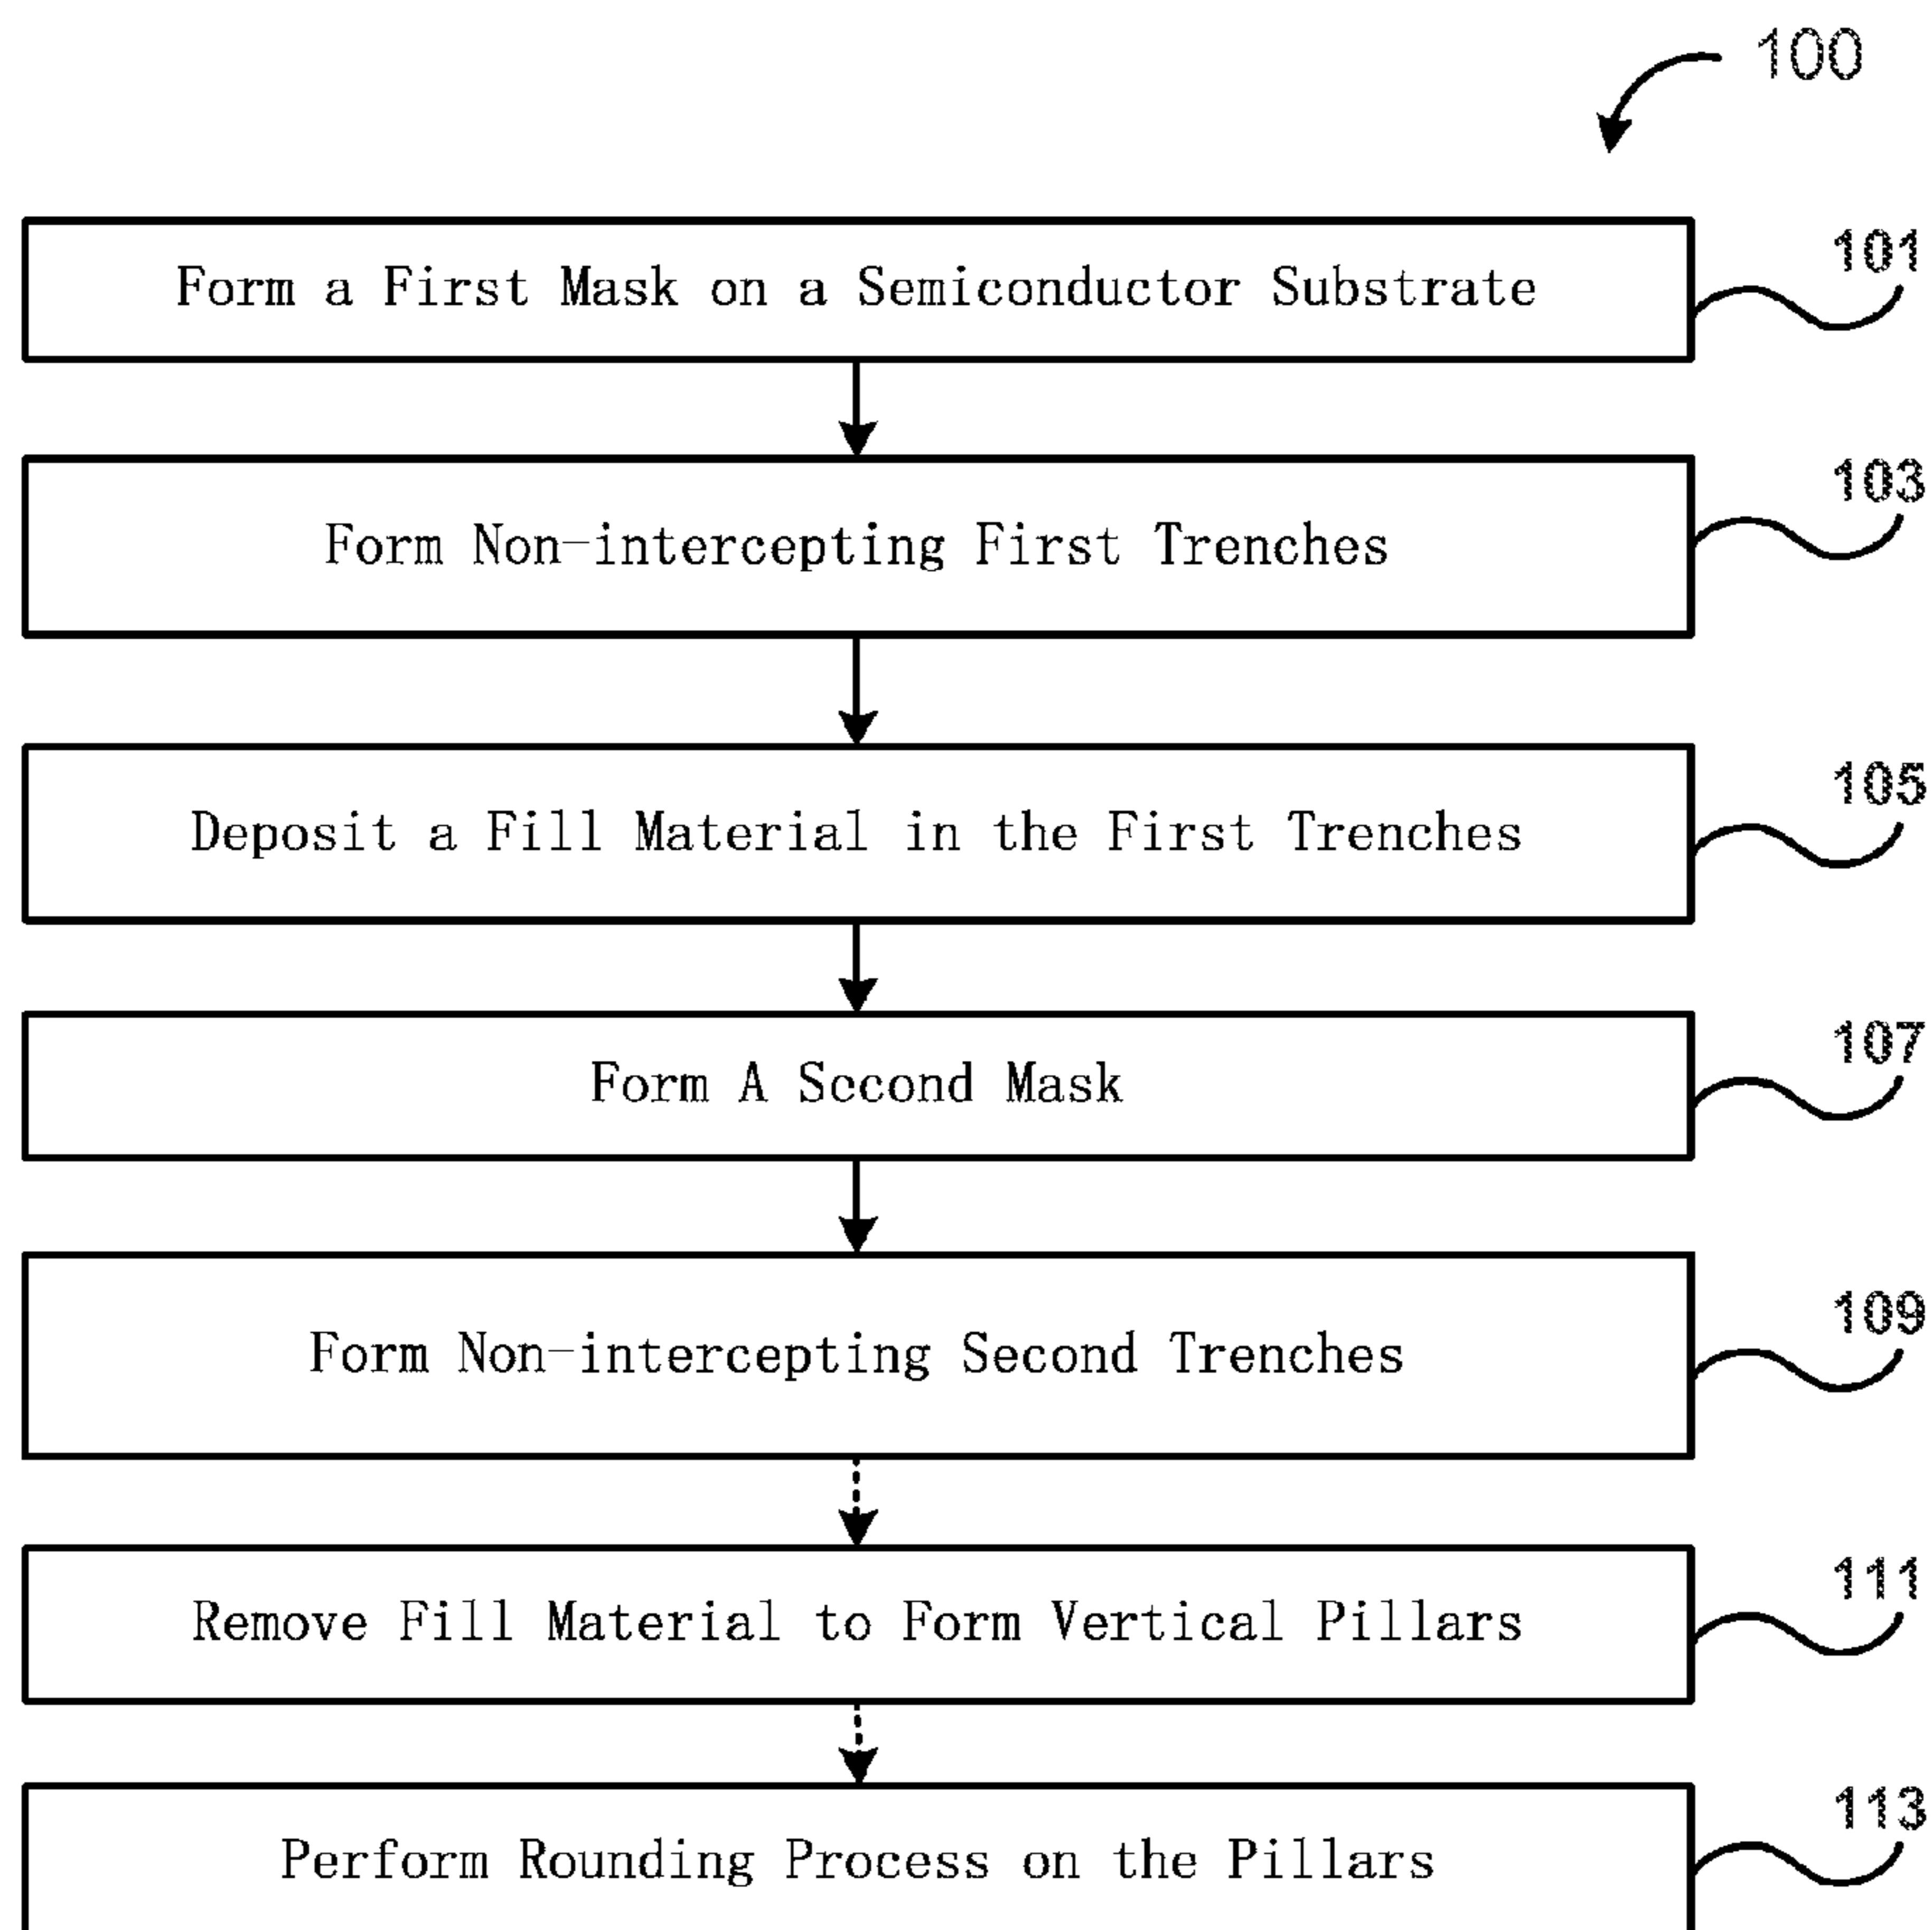 100
Form a First Mask on a Semiconductor Substrate
101
Form Non-intercepting First Trenches
103
Deposit a Fill Material in the First Trenches
105
Form A Sccond Mask
107
Form Non-intercepting Second Trenches
109
Remove Fill Material to Form Vertical Pillars
111
Perform Rounding Process on the Pillars
113